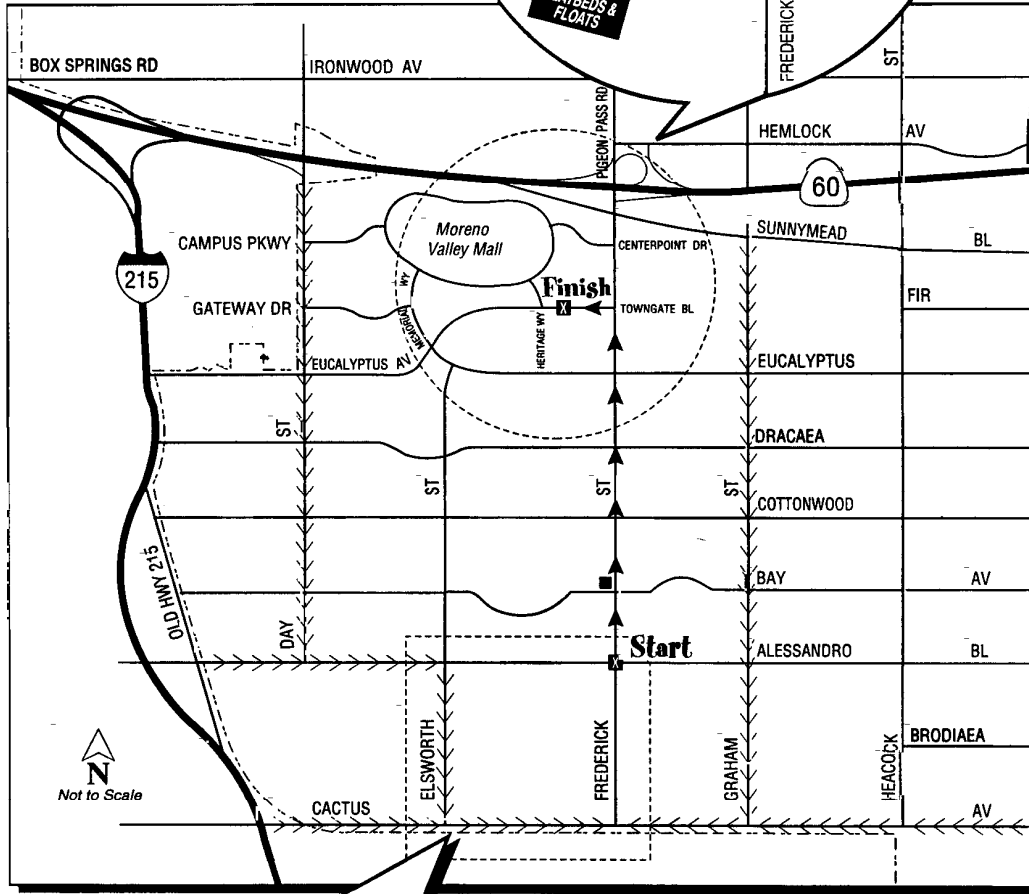 FLOATS
FREDERICK
ST
BOX SPRINGS RD
IRONWOOD AV
PIGEON PASS RD
HEMLOCK AV
60
Moreno
Valley Mall
CAMPUS PKWY
CENTERPOINT DR
SUNNYMEAD BL
215
Finish
X
GATEWAY DR
WY
MEMORIAL
HERITAGE WY
TOWNGATE BL
FIR
EUCALYPTUS AV
EUCALYPTUS
ST
DRACAEA
ST
ST
ST
COTTONWOOD
OLD HWY 215
BAY AV
DAY
Start
X
ALESSANDRO BL
ELSWORTH
FREDERICK
GRAHAM
HEACOCK
BRODIAEA
N
Not to Scale
CACTUS AV